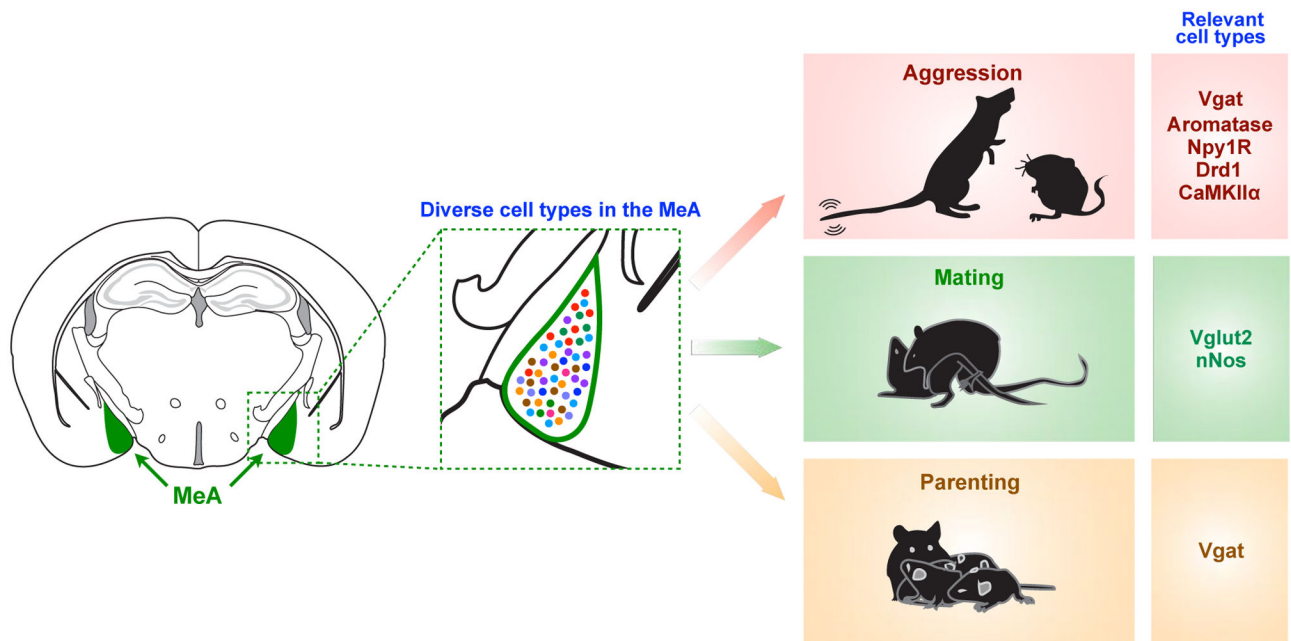 Relevant
cell types
Aggression
Vgat
Aromatase
Npy1R
Drd1
CaMKIIα
Diverse cell types in the MeA
Mating
Vglut2
nNos
MeA
Parenting
Vgat